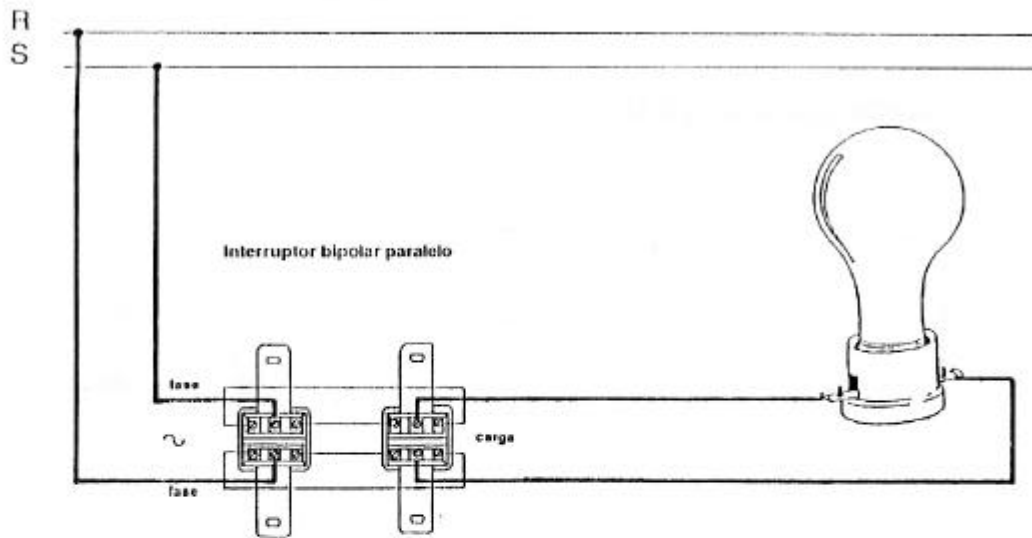 R
S
Interruptor bipolar paralelo
fase
carga
fase